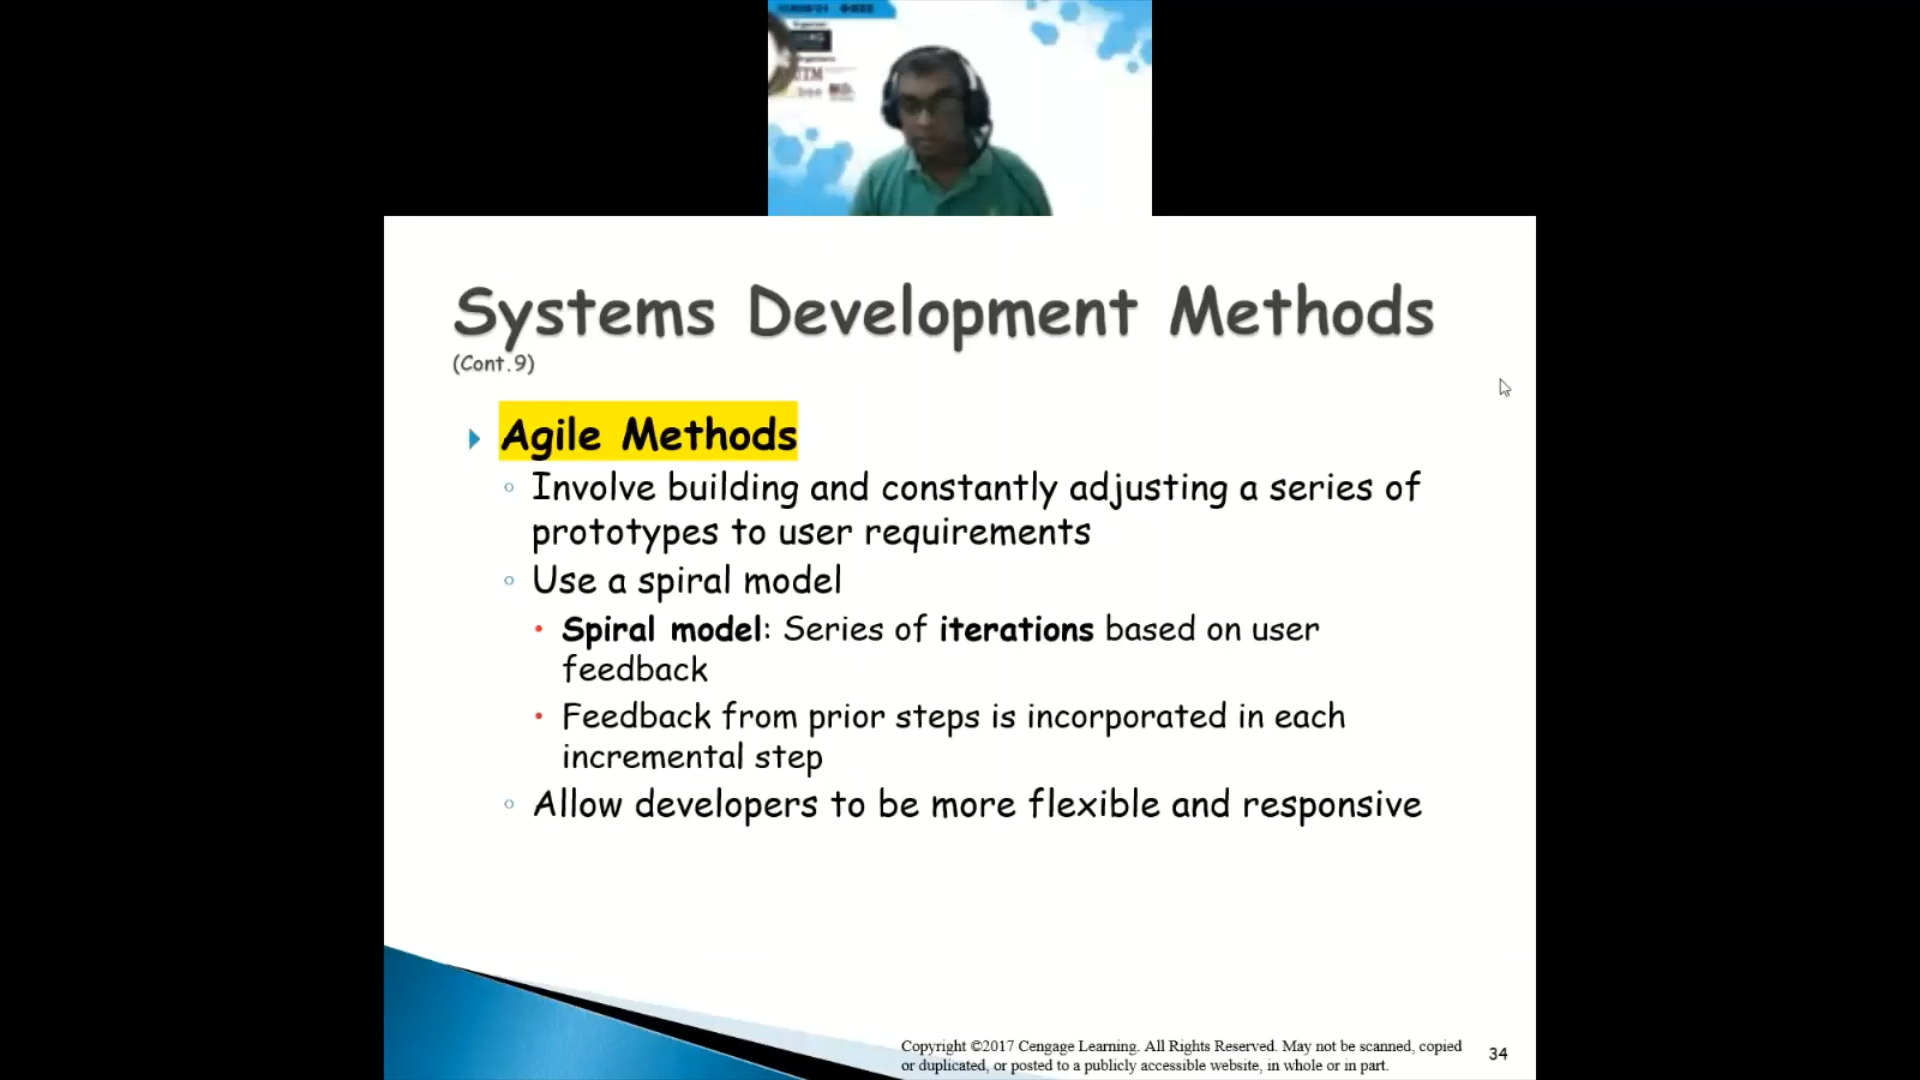 Systems Development Methods
(Cont.9)
Agile Methods
Involve building and constantly adjusting a series of
prototypes to user requirements
Use a spiral model
Spiral model: Series of iterations based on user
feedback
Feedback from prior steps is incorporated in each
incremental step
Allow developers to be more flexible and responsive
Copyright ©2017 Cengage Learning. All Rights Reserved. May not be scanned, copied
or duplicated, or posted to a publicly accessible website, in whole or in part.
34